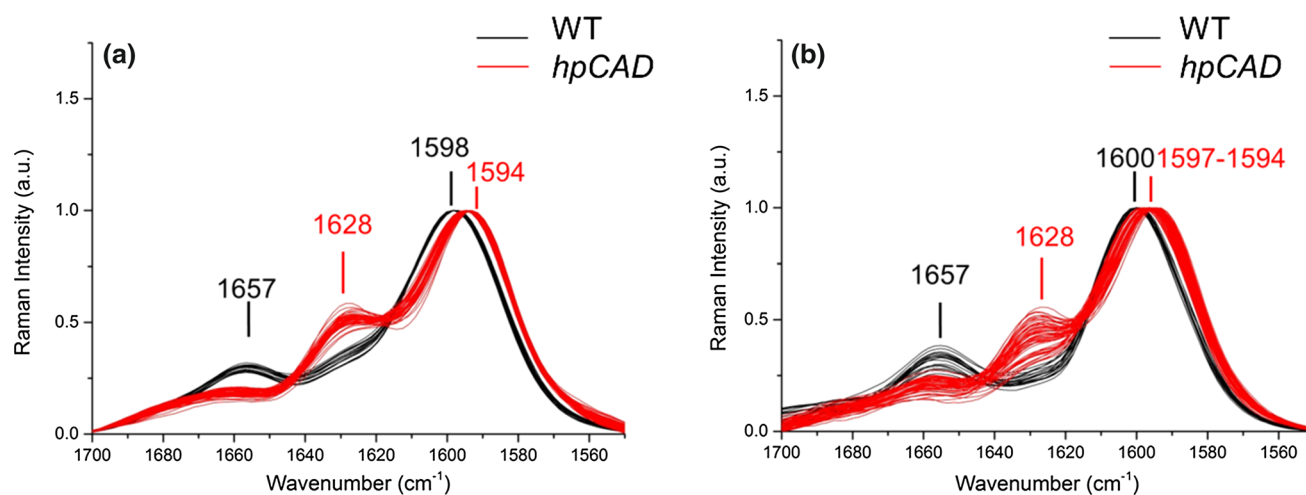 (a)
WT
hpCAD
1.5
1.0
0.5
0.0
Raman Intensity (a.u.)
1657
1628
1598
1594
1700 1680 1660 1640 1620 1600 1580 1560
Wavenumber (cm-1)
(b)
WT
hpCAD
1.5
1.0
0.5
0.0
Raman Intensity (a.u.)
1657
1628
1600 1597-1594
1700 1680 1660 1640 1620 1600 1580 1560
Wavenumber (cm-1)